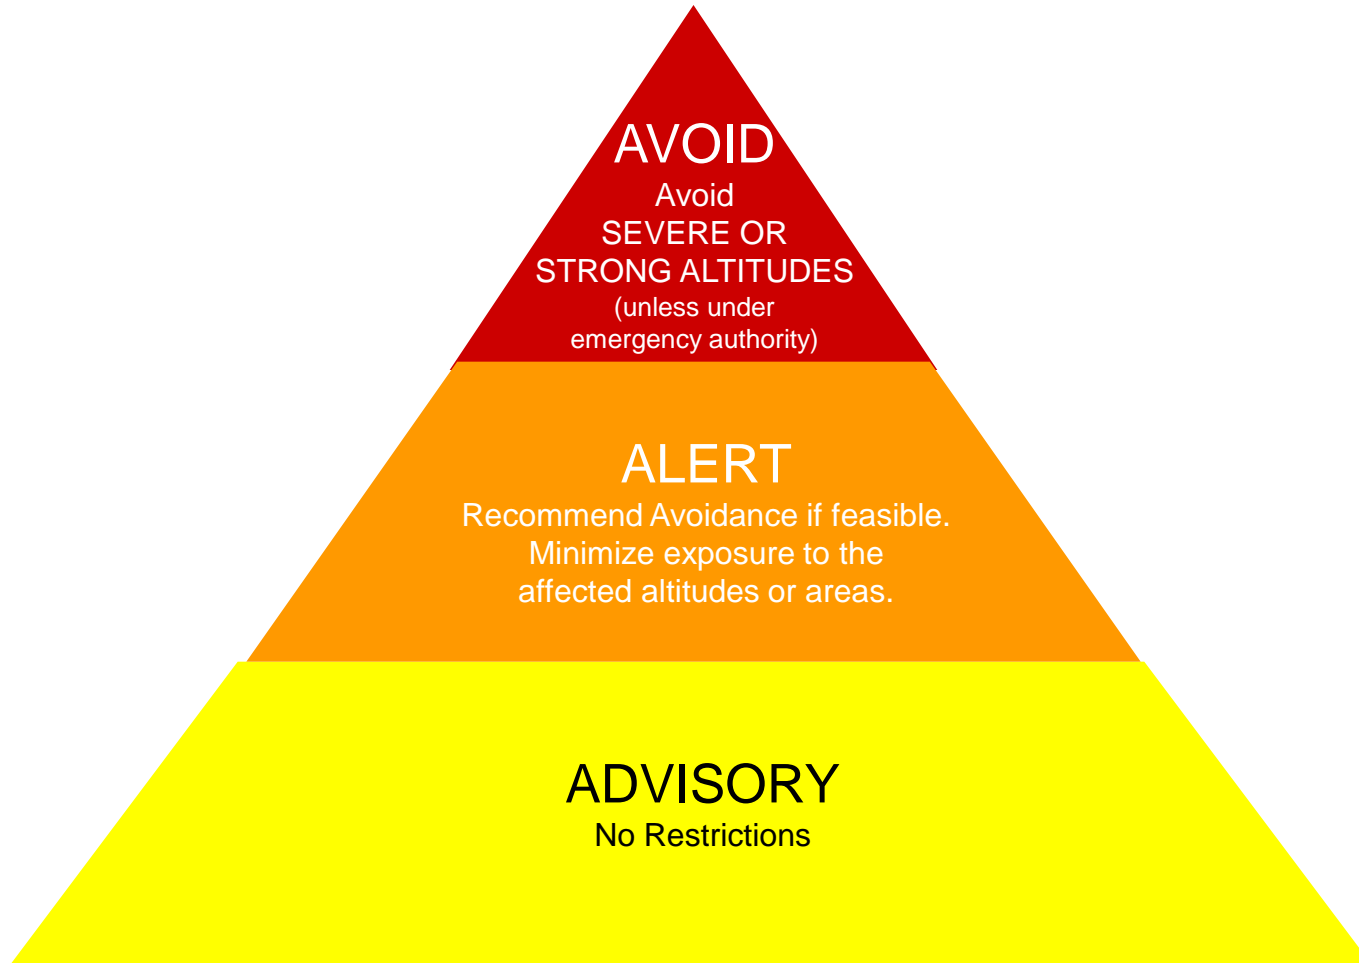 AVOID
Avoid
SEVERE OR
STRONG ALTITUDES
(unless under
emergency authority)
ALERT
Recommend Avoidance if feasible.
Minimize exposure to the
affected altitudes or areas.
ADVISORY
No Restrictions